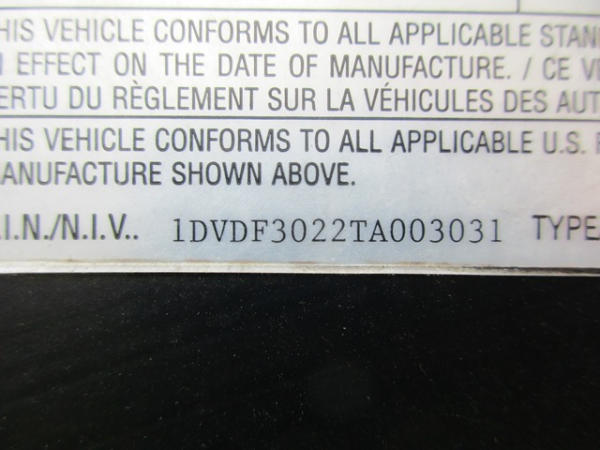 HIS VEHICLE CONFORMS TO ALL APPLICABLE STAN
EFFECT ON THE DATE OF MANUFACTURE. / CE VE
ERTU DU RÈGLEMENT SUR LA VÉHICULES DES AUT
HIS VEHICLE CONFORMS TO ALL APPLICABLE U.S. F
ANUFACTURE SHOWN ABOVE.
.I.N./N.I.V.. 1DVDF3022TA003031 TYPE